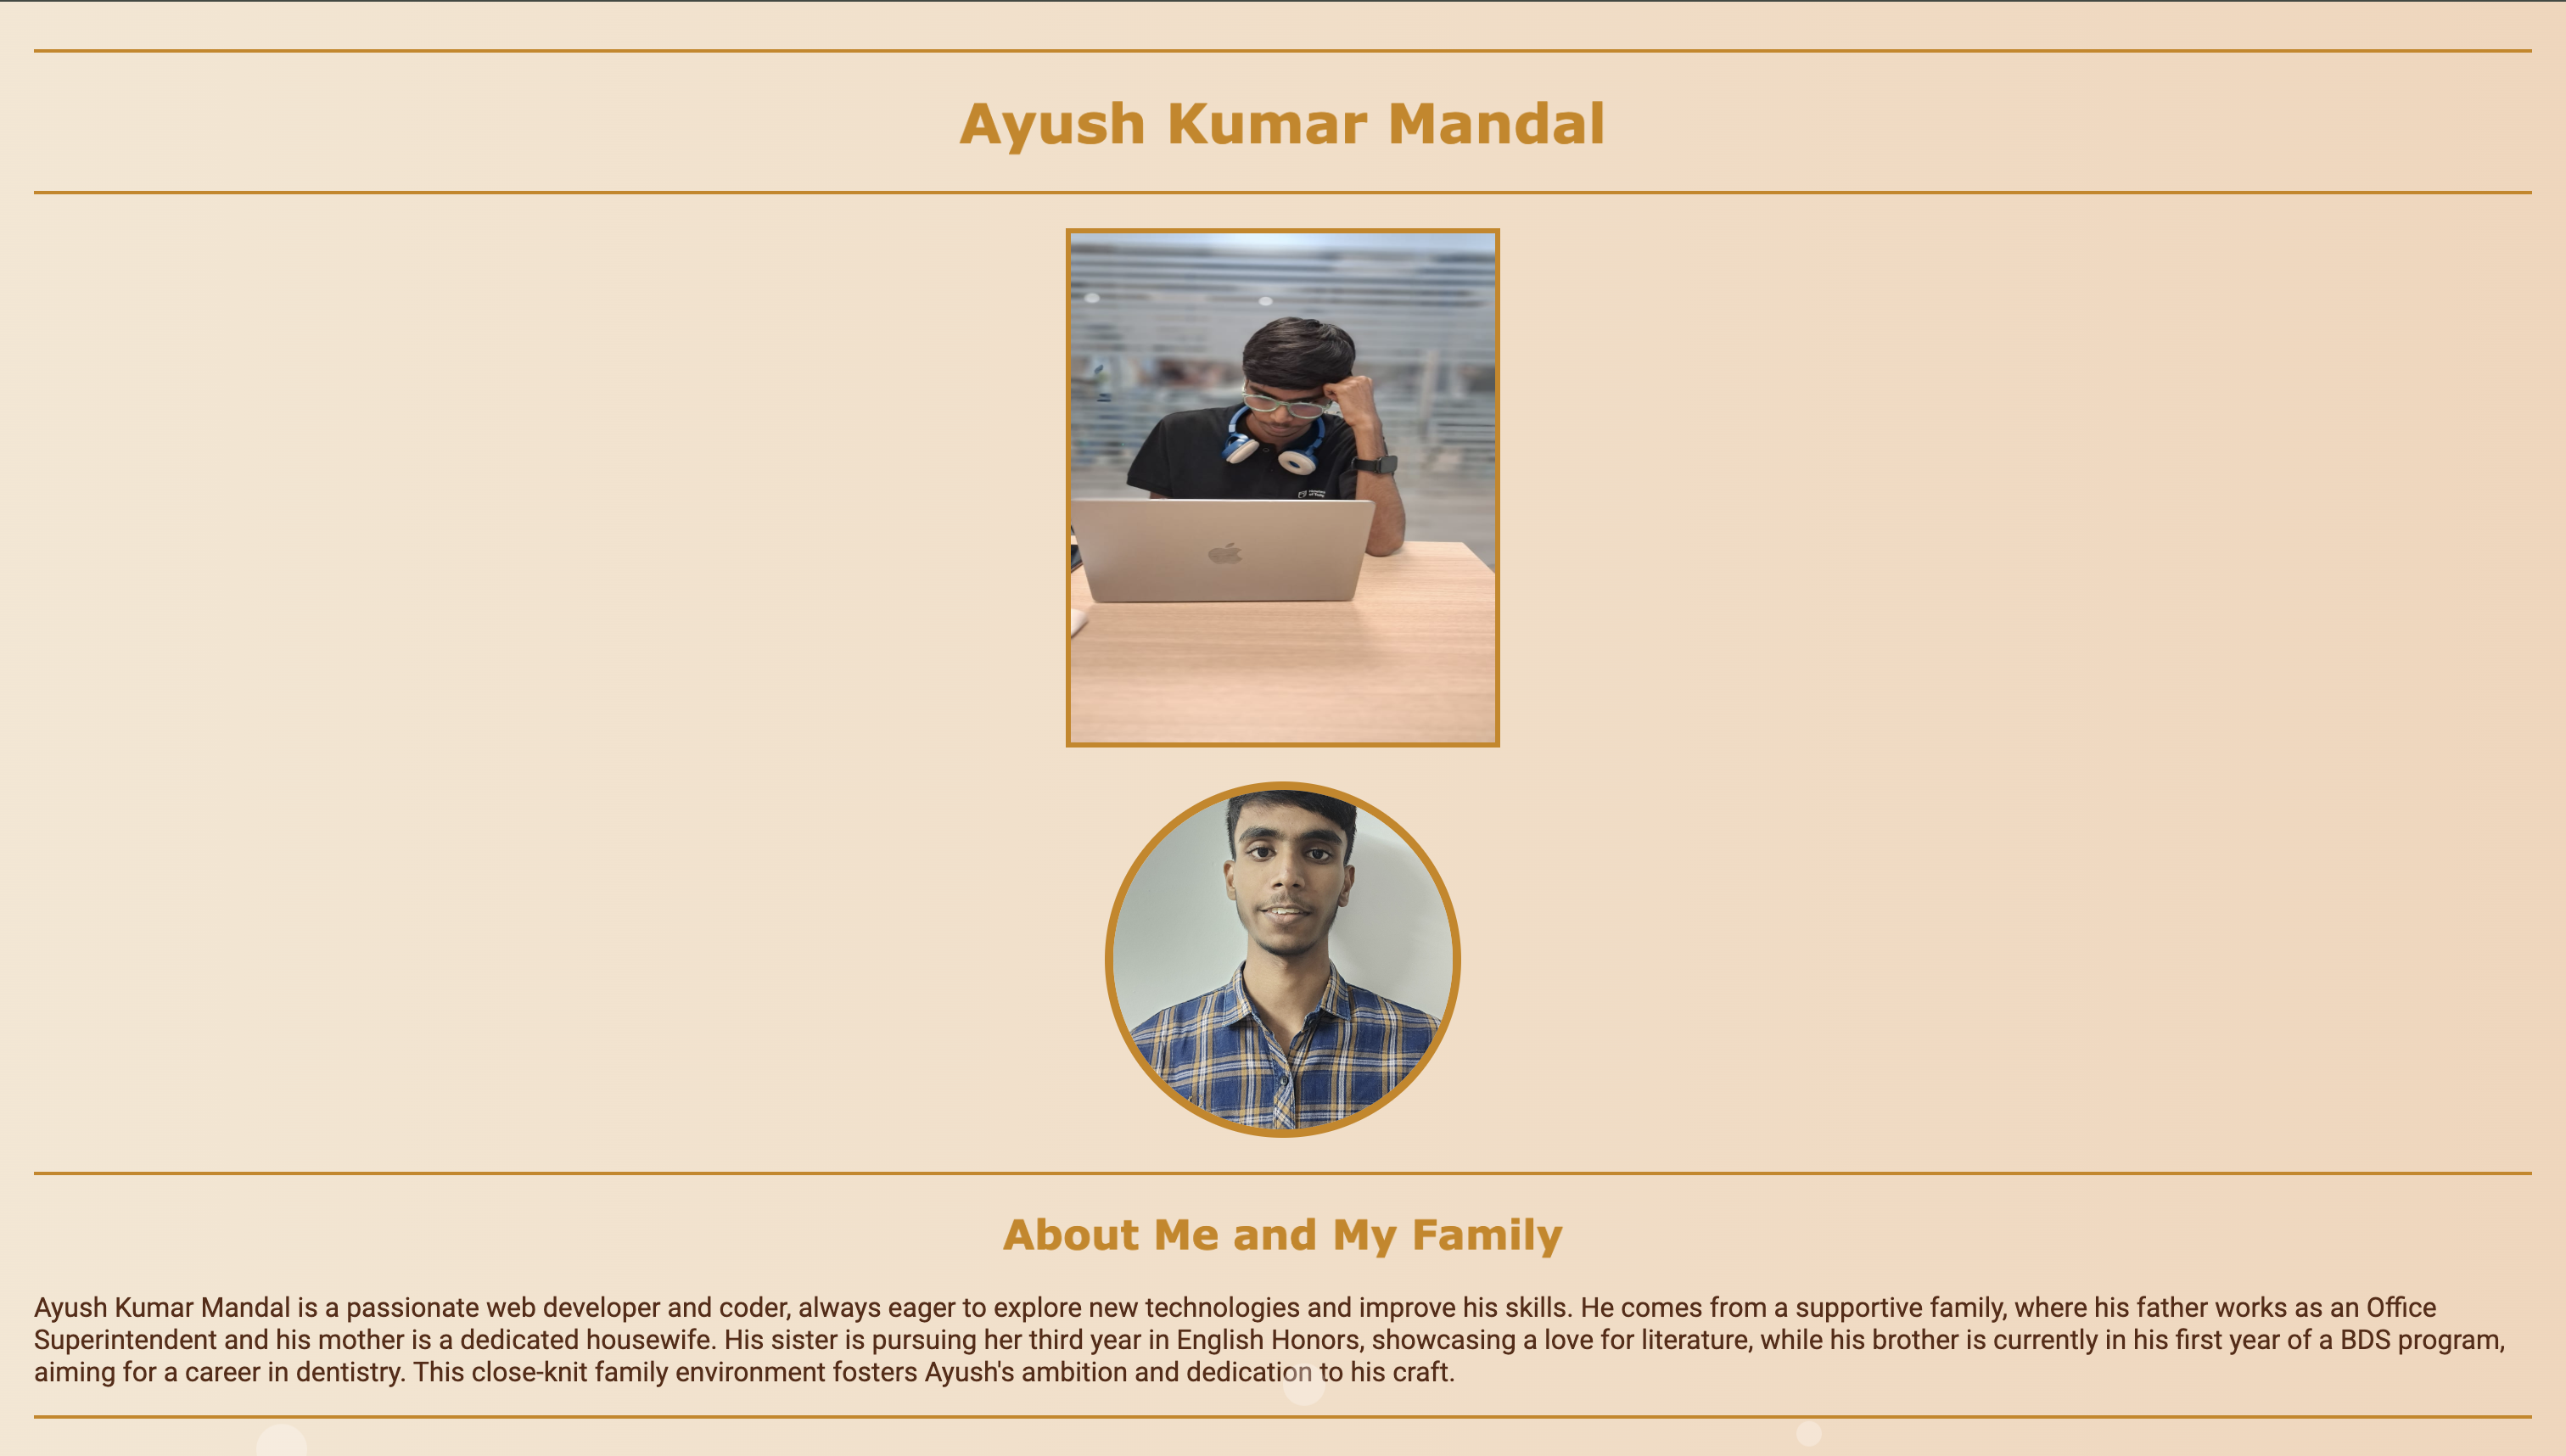 Ayush Kumar Mandal
About Me and My Family
Ayush Kumar Mandal is a passionate web developer and coder, always eager to explore new technologies and improve his skills. He comes from a supportive family, where his father works as an Office
Superintendent and his mother is a dedicated housewife. His sister is pursuing her third year in English Honors, showcasing a love for literature, while his brother is currently in his first year of a BDS program,
aiming for a career in dentistry. This close-knit family environment fosters Ayush's ambition and dedication to his craft.